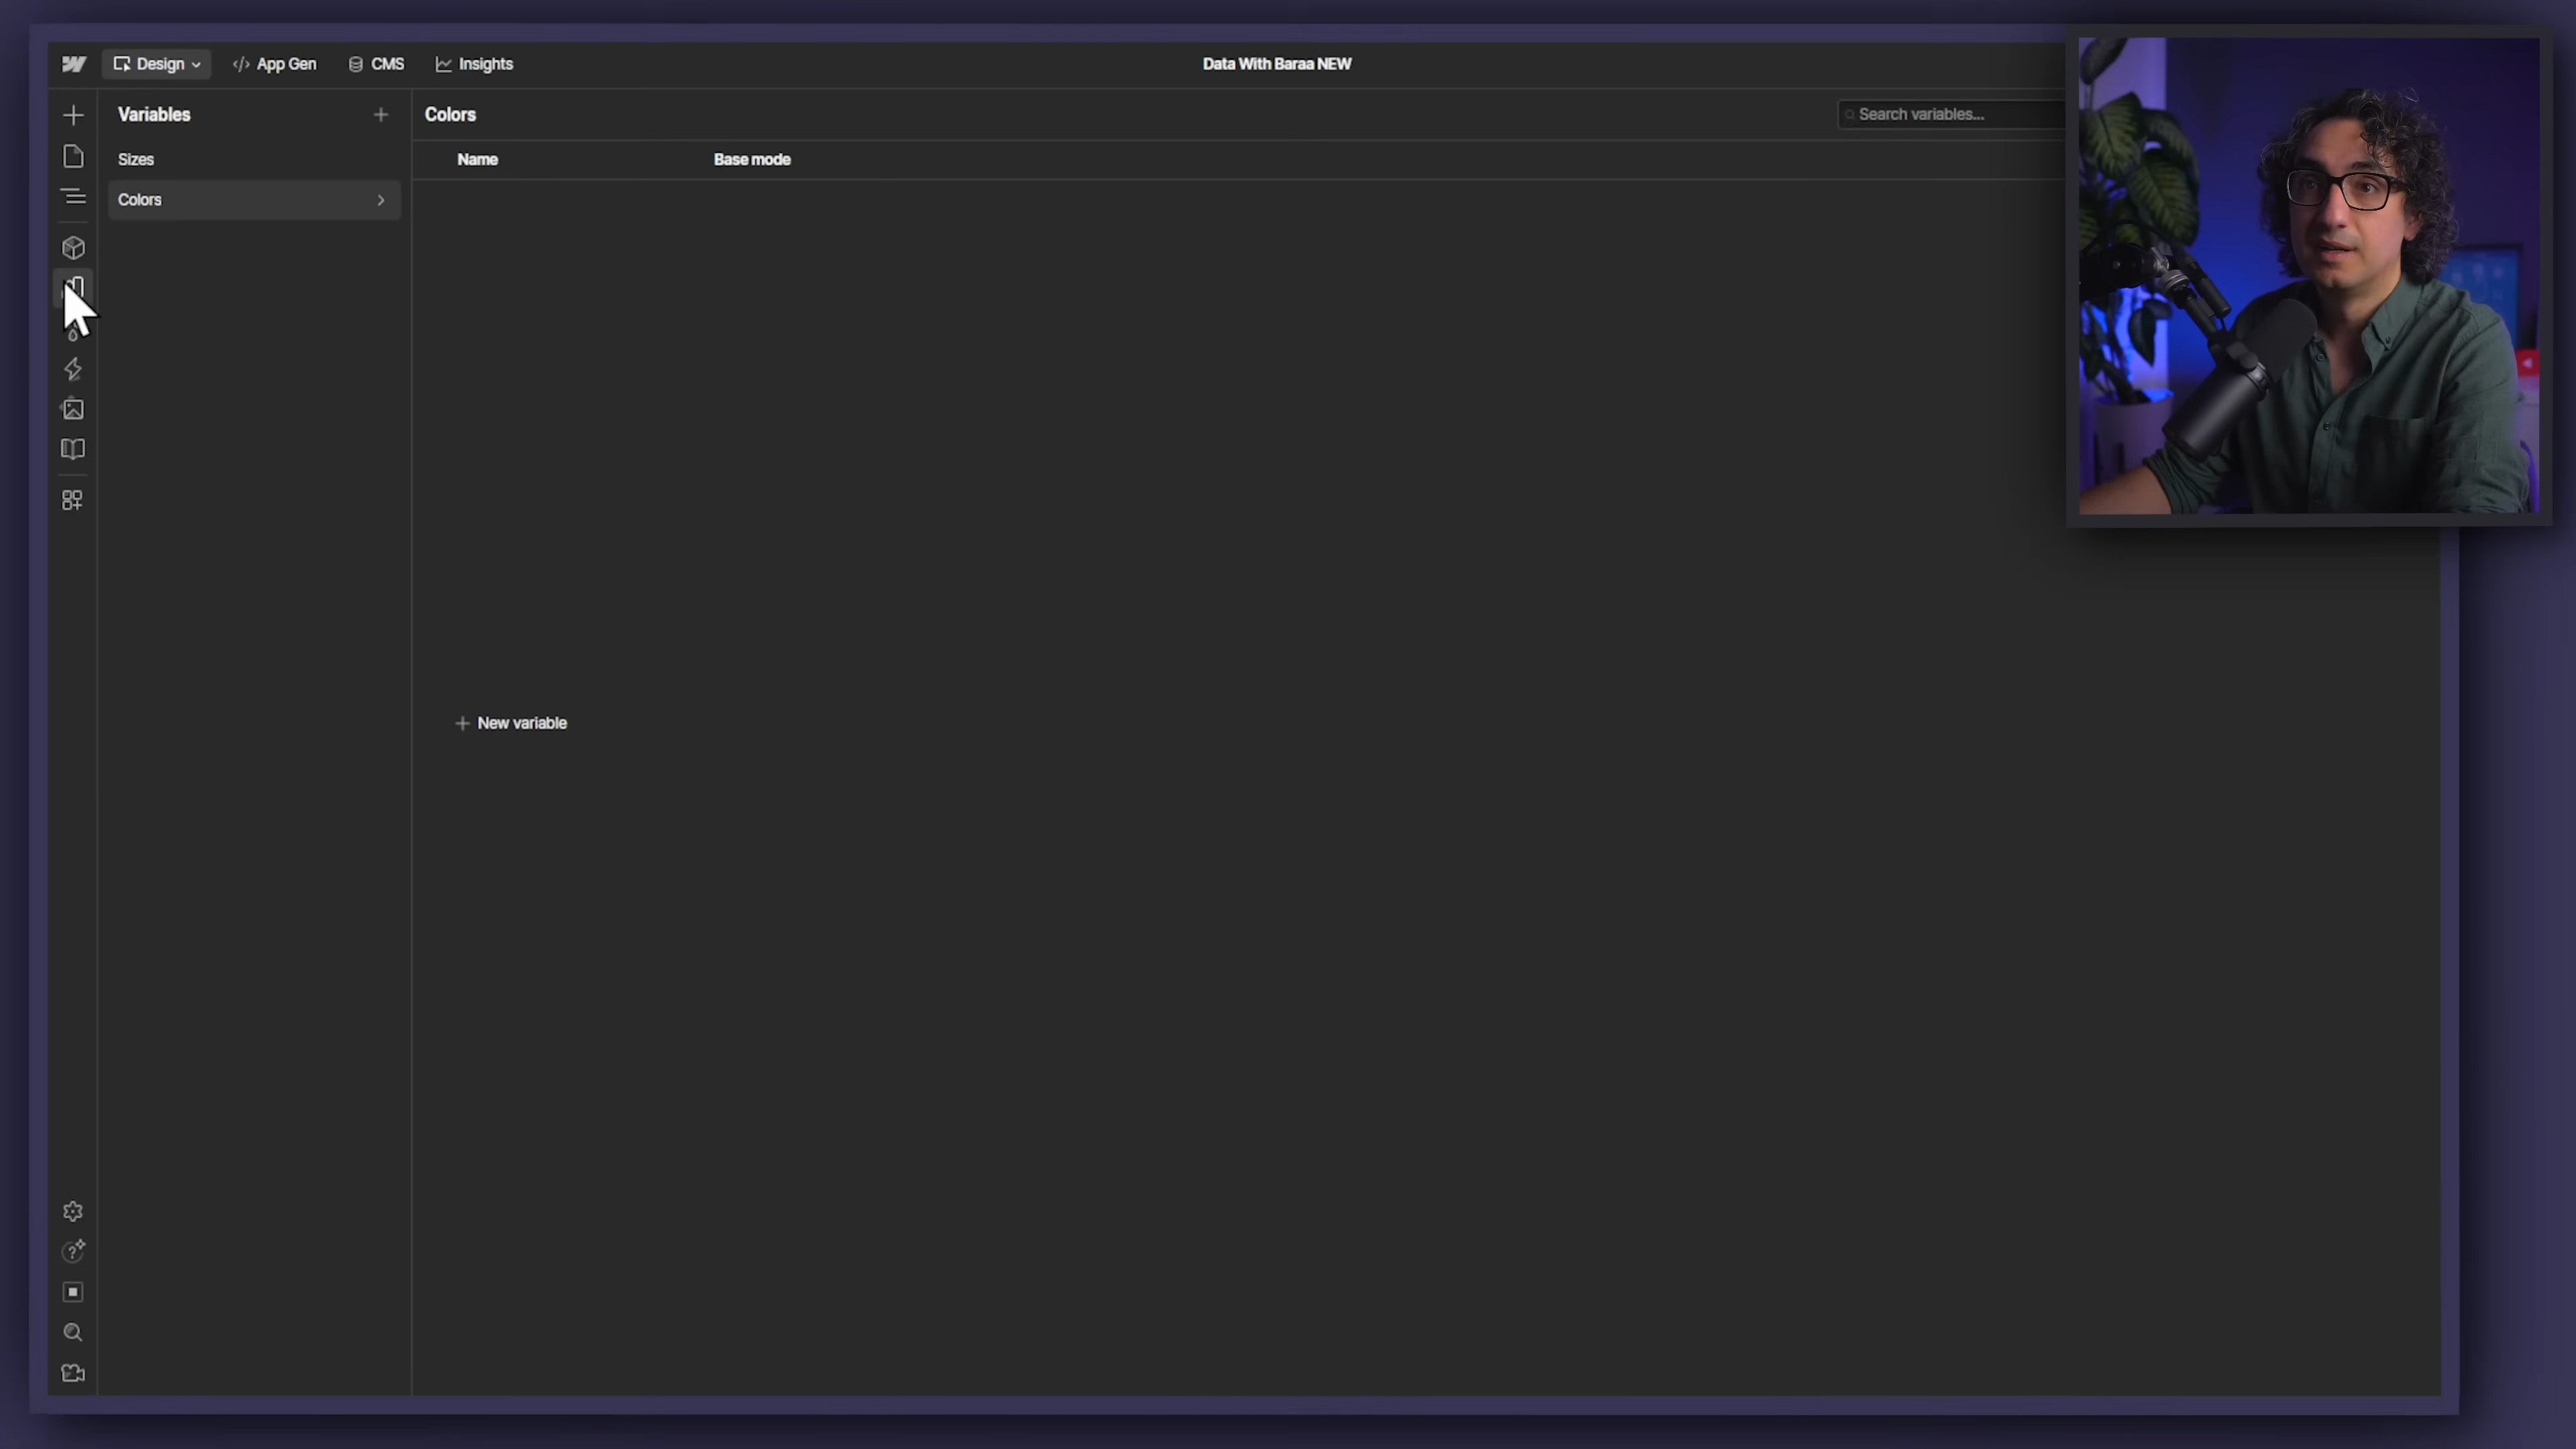 Design
App Gen
CMS
Insights
Data With Baraa NEW
Variables
Colors
Search variables...
Sizes
Name
Base mode
Colors
New variable